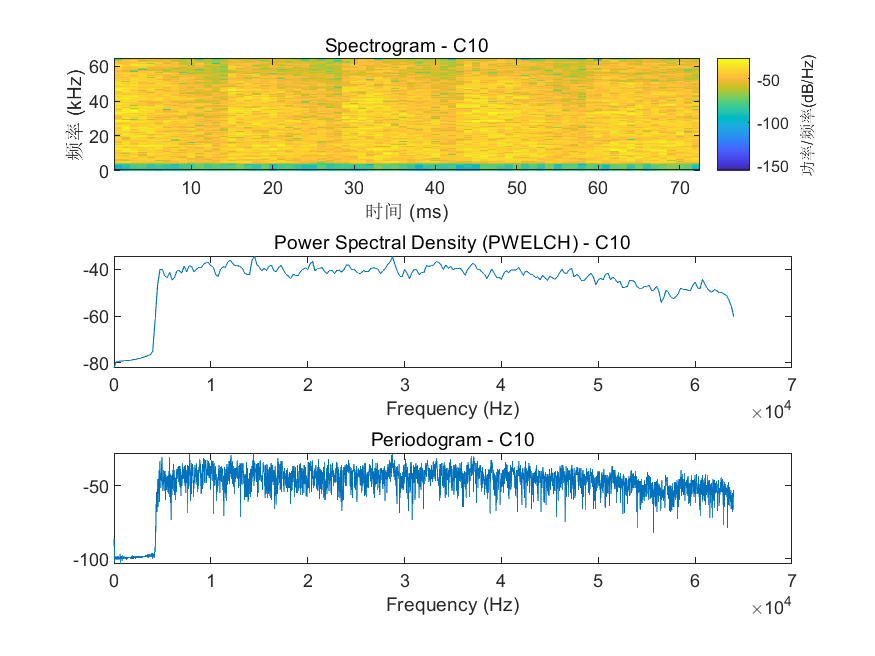 Spectrogram - C10
60
40
20
0
频率 (kHz)
10 20 30 40 50 60 70
时间 (ms)
-50
-100
-150
功率/频率(dB/Hz)
Power Spectral Density (PWELCH) - C10
-40
-60
-80
0 1 2 3 4 5 6 7
Frequency (Hz)
×10⁴
Periodogram - C10
-50
-100
0 1 2 3 4 5 6 7
Frequency (Hz)
×10⁴